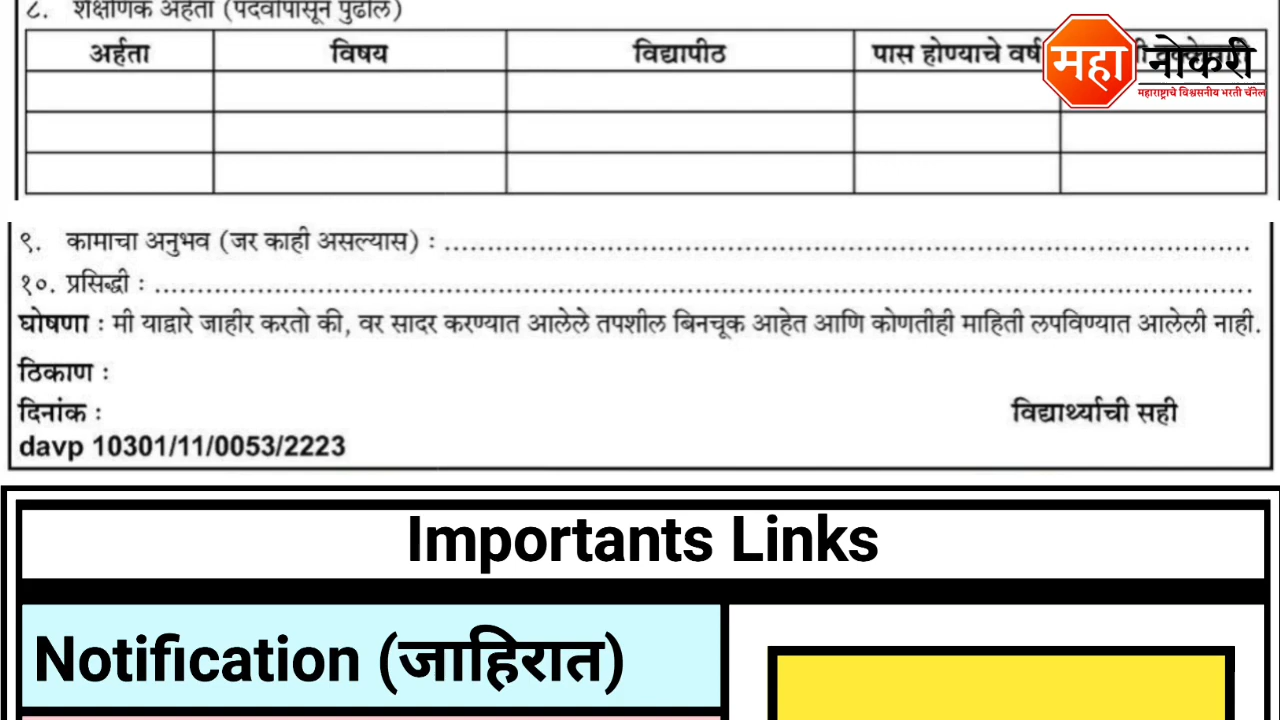 ८. शैक्षणिक अर्हता (पदवीपासून पुढील)
अर्हता विषय विद्यापीठ पास होण्याचे वर्ष
महा नोकरी
महाराष्ट्राचे विश्वसनीय भरती चॅनेल
९. कामाचा अनुभव (जर काही असल्यास) : ....................................................................................
१०. प्रसिद्धी : ..................................................................................................................
घोषणा : मी याद्वारे जाहीर करतो की, वर सादर करण्यात आलेले तपशील बिनचूक आहेत आणि कोणतीही माहिती लपविण्यात आलेली नाही.
ठिकाण :
दिनांक : विद्यार्थ्याची सही
davp 10301/11/0053/2223
Importants Links
Notification (जाहिरात)